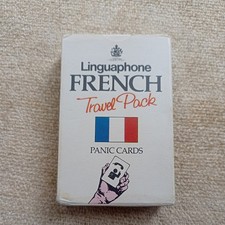 Linguaphone
FRENCH
Travel Pack
PANIC CARDS